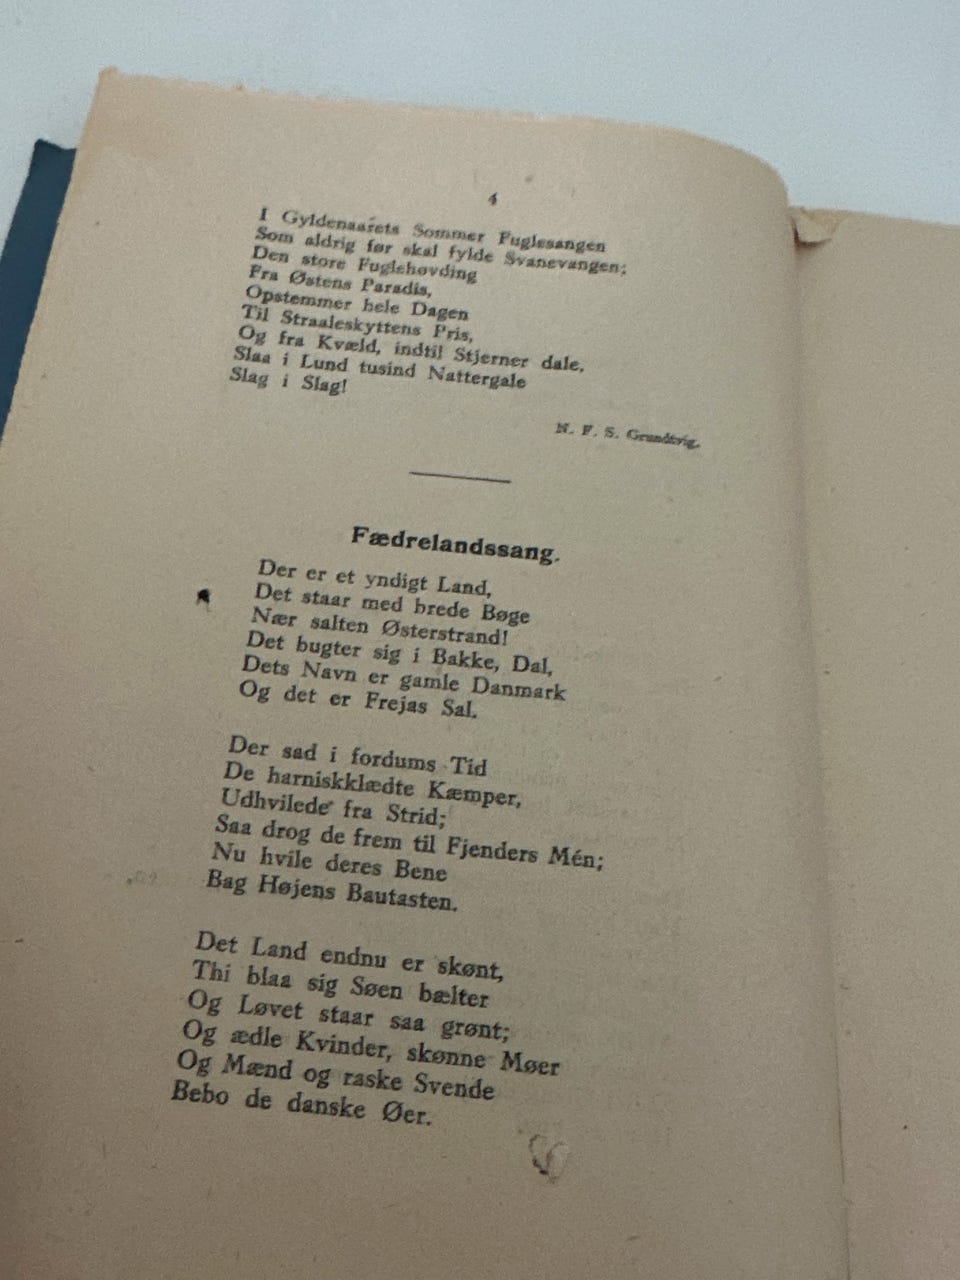 4
I Gyldenaarets Sommer Fuglesangen
Som aldrig før skal fylde Svanevangen;
Den store Fuglehøvding
Fra Østens Paradis,
Opstemmer hele Dagen
Til Straaleskyttens Pris,
Og fra Kvæld, indtil Stjerner dale,
Slaa i Lund tusind Nattergale
Slag i Slag!
N. F. S. Grundtvig.
Fædrelandssang.
Der er et yndigt Land,
Det staar med brede Bøge
Nær salten Østerstrand!
Det bugter sig i Bakke, Dal,
Dets Navn er gamle Danmark
Og det er Frejas Sal.
Der sad i fordums Tid
De harniskklædte Kæmper,
Udhvilede fra Strid;
Saa drog de frem til Fjenders Mén;
Nu hvile deres Bene
Bag Højens Bautasten.
Det Land endnu er skønt,
Thi blaa sig Søen bælter
Og Løvet staar saa grønt;
Og ædle Kvinder, skønne Møer
Og Mænd og raske Svende
Bebo de danske Øer.